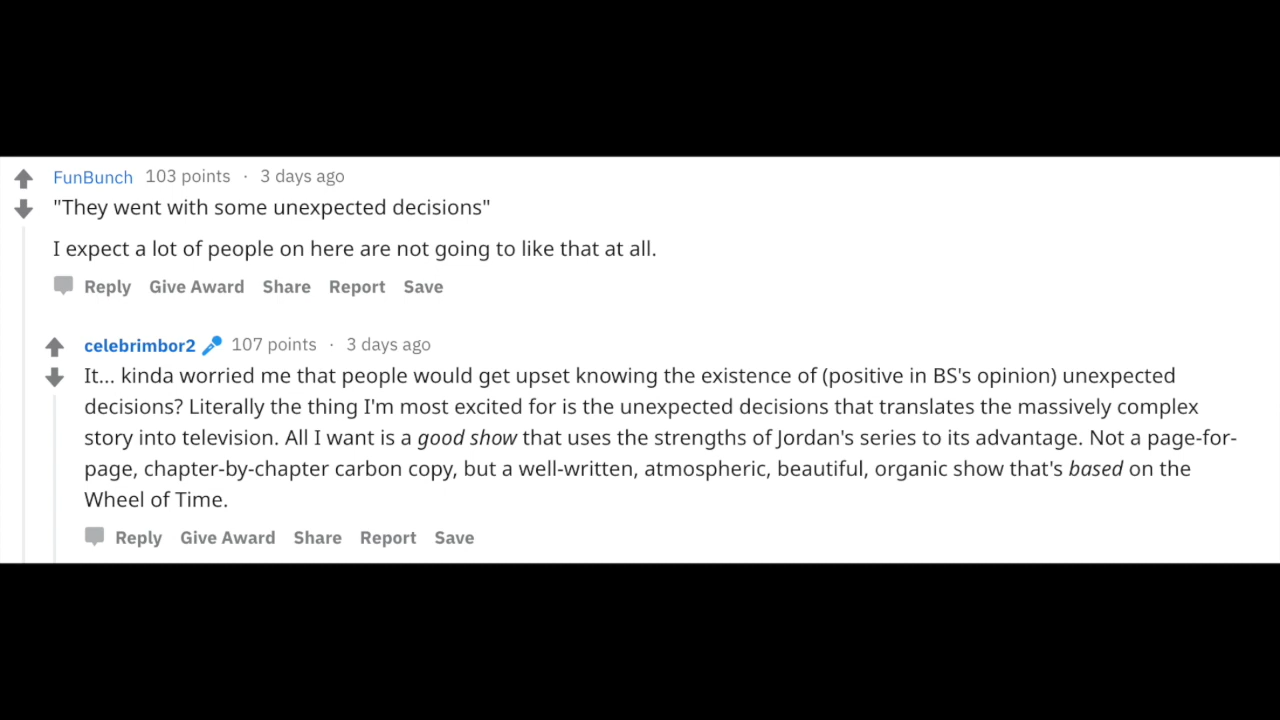 FunBunch 103 points · 3 days ago
"They went with some unexpected decisions"
I expect a lot of people on here are not going to like that at all.
Reply Give Award Share Report Save
celebrimbor2 107 points · 3 days ago
It... kinda worried me that people would get upset knowing the existence of (positive in BS's opinion) unexpected
decisions? Literally the thing I'm most excited for is the unexpected decisions that translates the massively complex
story into television. All I want is a good show that uses the strengths of Jordan's series to its advantage. Not a page-for-
page, chapter-by-chapter carbon copy, but a well-written, atmospheric, beautiful, organic show that's based on the
Wheel of Time.
Reply Give Award Share Report Save